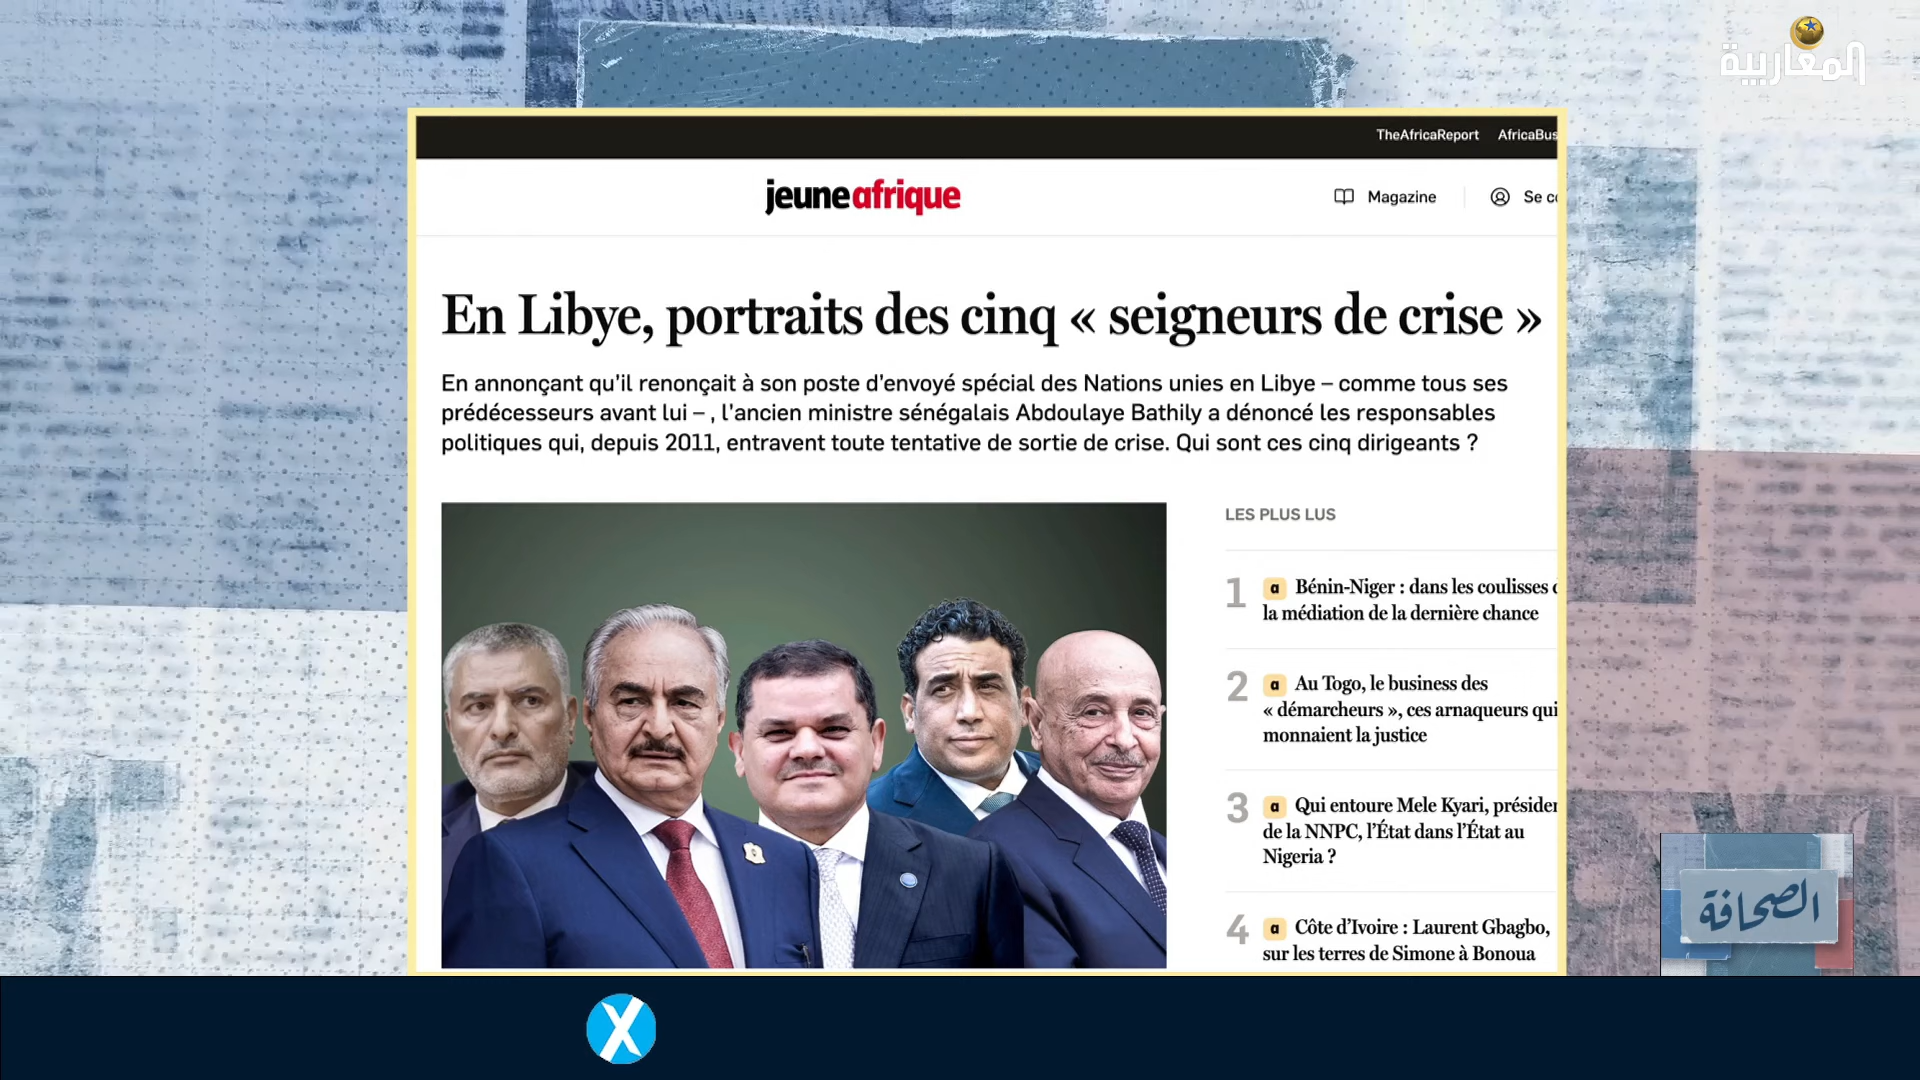 المغاربية
TheAfricaReport AfricaBus
jeuneafrique
Magazine
Se co
En Libye, portraits des cinq « seigneurs de crise »
En annonçant qu'il renonçait à son poste d'envoyé spécial des Nations unies en Libye – comme tous ses
prédécesseurs avant lui – , l'ancien ministre sénégalais Abdoulaye Bathily a dénoncé les responsables
politiques qui, depuis 2011, entravent toute tentative de sortie de crise. Qui sont ces cinq dirigeants ?
LES PLUS LUS
1 a Bénin-Niger : dans les coulisses d
la médiation de la dernière chance
2 a Au Togo, le business des
« démarcheurs », ces arnaqueurs qui
monnaient la justice
3 a Qui entoure Mele Kyari, présiden
de la NNPC, l'État dans l'État au
Nigeria ?
4 a Côte d'Ivoire : Laurent Gbagbo,
sur les terres de Simone à Bonoua
الصحافة
X